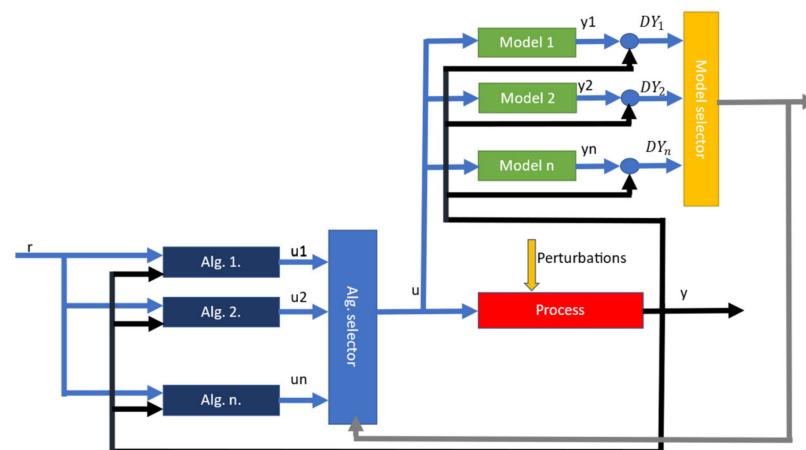 y1
DY₁
Model 1
y2
DY₂
Model 2
yn
DYₙ
Model n
Model selector
r
Alg. 1.
u1
Alg. 2.
u2
Alg. n.
un
Alg. selector
u
Perturbations
Process
y